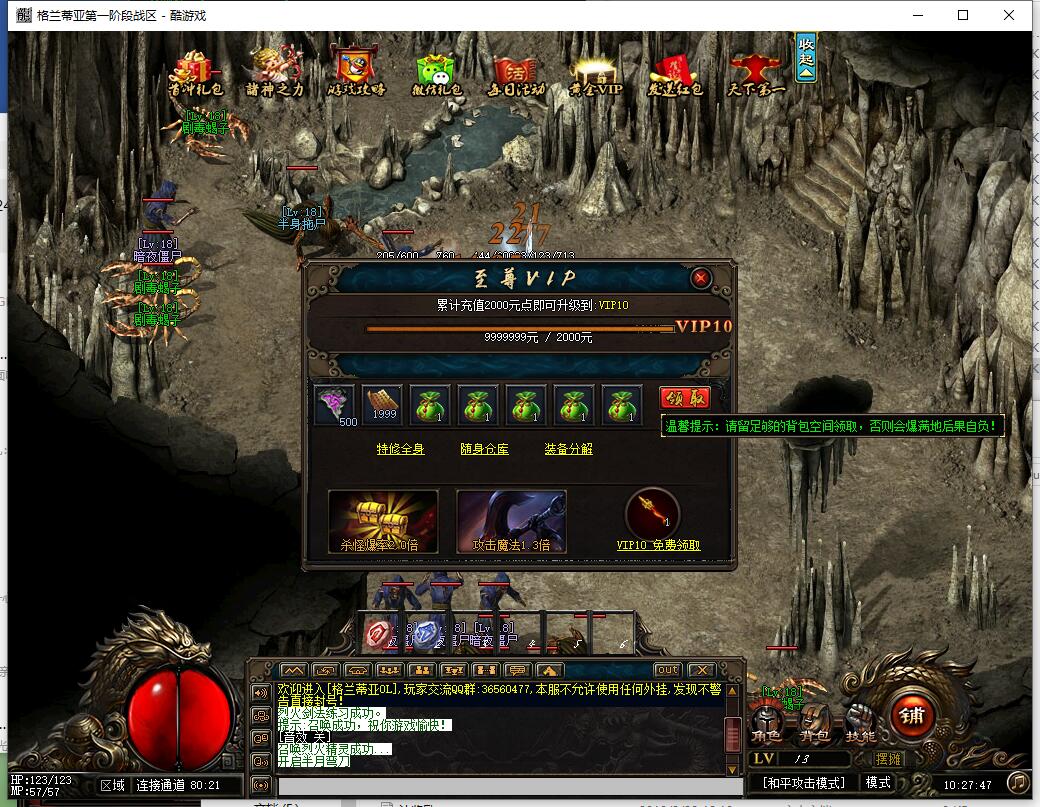 格兰蒂亚第一阶段战区 - 酷游戏
首冲礼包 诸神之力 游戏攻略 微信礼包 每日活动 黄金VIP 发送红包 天下第一 收起
[Lv:18]
剧毒蝎子
[Lv:18]
半身拖尸
21
2277
[Lv:18]
暗夜僵尸
[Lv:18]
剧毒蝎子
[Lv:18]
剧毒蝎子
至尊VIP
累计充值2000元点即可升级到:VIP10
VIP10
9999999元 / 2000元
500 1999 1 1 1 1 1 领取
温馨提示：请留足够的背包空间领取，否则会爆满地后果自负!
特修全身 随身仓库 装备分解
1
杀怪爆率2.0倍 攻击魔法1.3倍 VIP10 免费领取
[Lv:18]
4 5 6
out
欢迎进入[格兰蒂亚OL],玩家交流QQ群:36560477,本服不允许使用任何外挂,发现不警
告直接封号!
烈火剑法练习成功。
提示:召唤成功, 祝你游戏愉快!
[音效 关]
召唤烈火精灵成功...
开启半月弯刀
[Lv:18]
蝎子
角色 背包 技能 铺
LV 13 摆摊
HP:123/123
MP:57/57
区域 连接通道 80:21
[和平攻击模式] 模式 10:27:47